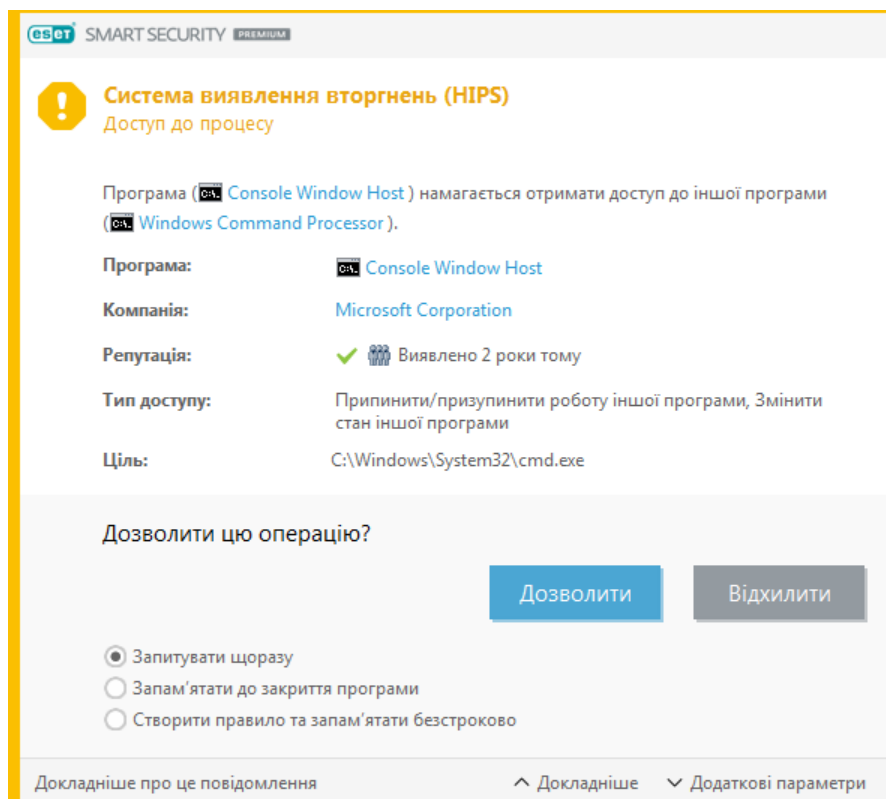 eset SMART SECURITY PREMIUM
Система виявлення вторгнень (HIPS)
Доступ до процесу
Програма ( Console Window Host ) намагається отримати доступ до іншої програми
( Windows Command Processor ).
Програма: Console Window Host
Компанія: Microsoft Corporation
Репутація: Виявлено 2 роки тому
Тип доступу: Припинити/призупинити роботу іншої програми, Змінити
стан іншої програми
Ціль: C:\Windows\System32\cmd.exe
Дозволити цю операцію?
Дозволити Відхилити
Запитувати щоразу
Запам'ятати до закриття програми
Створити правило та запам'ятати безстроково
Докладніше про це повідомлення Докладніше Додаткові параметри